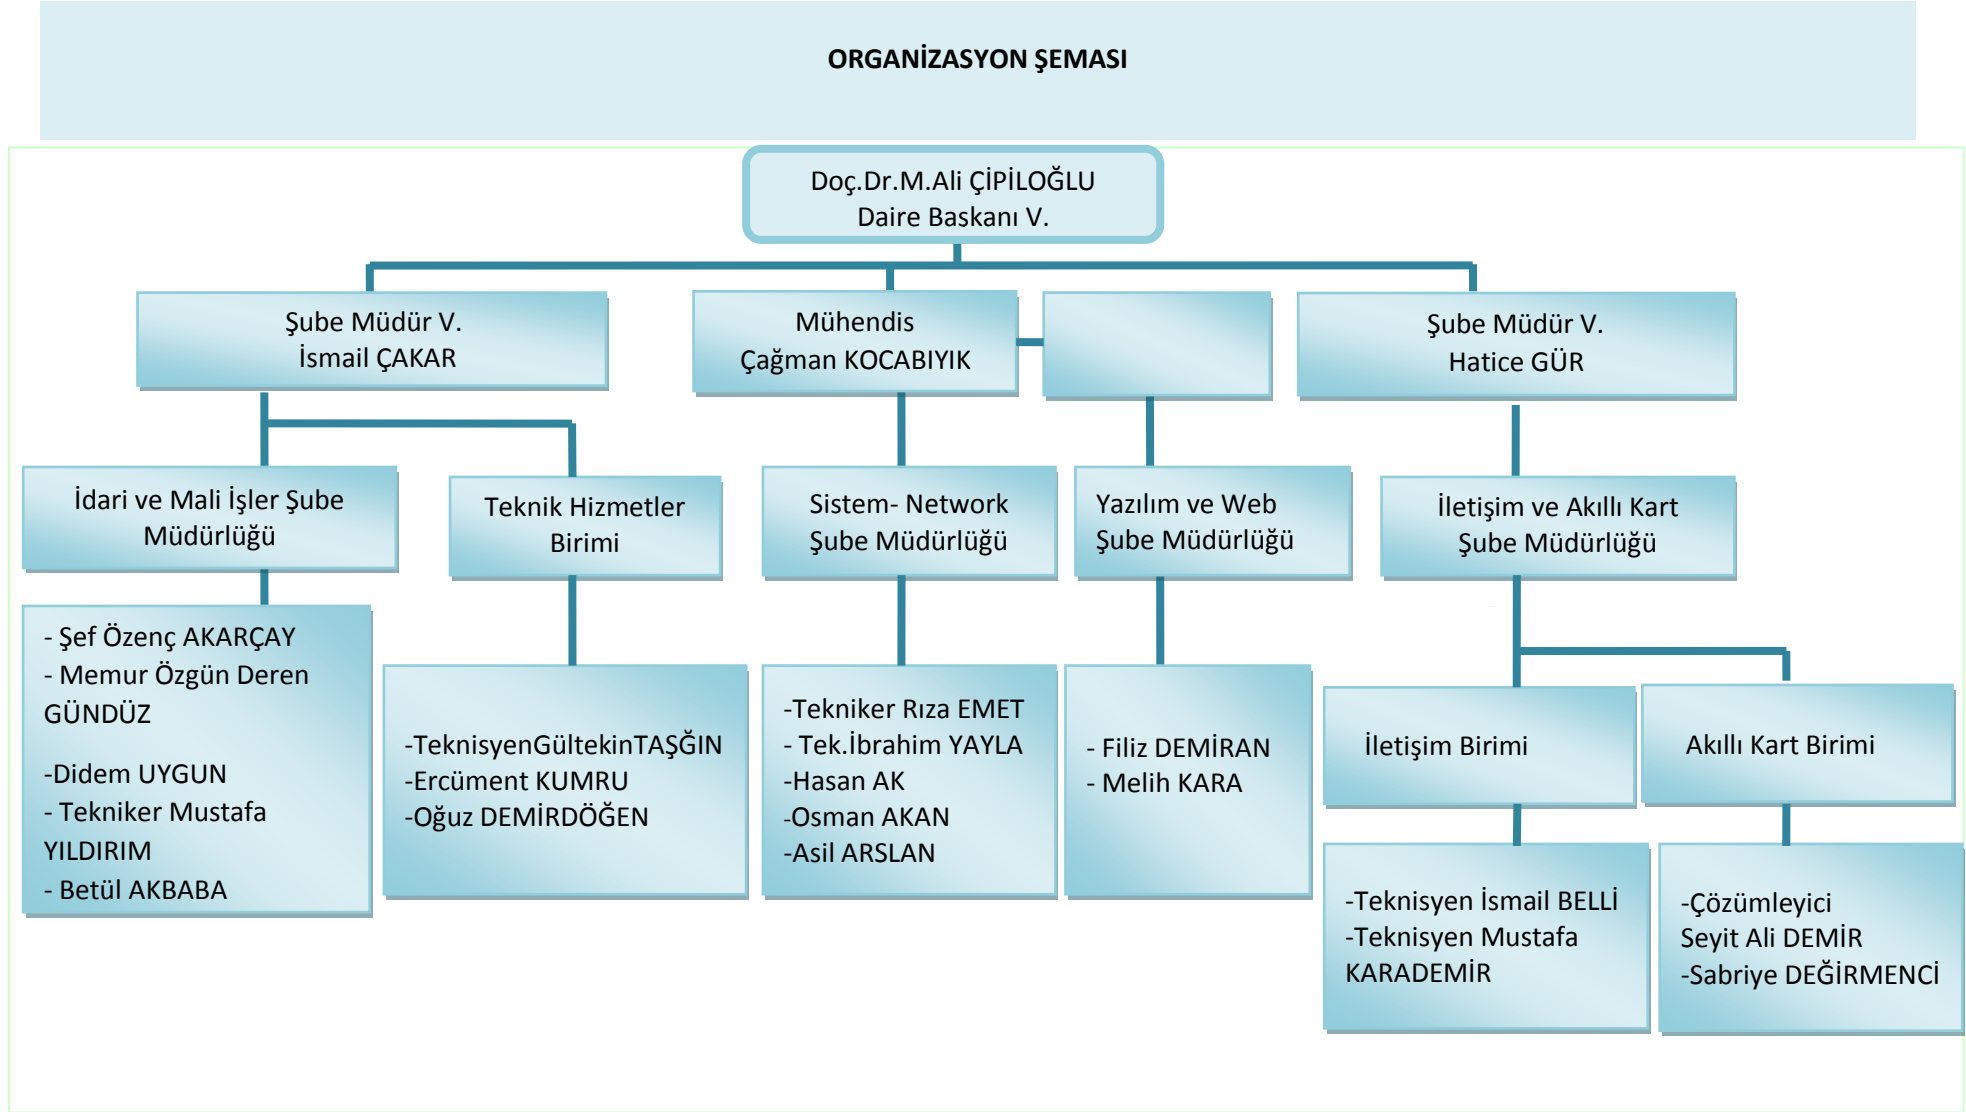 ORGANİZASYON ŞEMASI
Doç.Dr.M.Ali ÇİPİLOĞLU
Daire Başkanı V.
Şube Müdür V.
İsmail ÇAKAR
Mühendis
Çağman KOCABIYIK
Şube Müdür V.
Hatice GÜR
İdari ve Mali İşler Şube
Müdürlüğü
Teknik Hizmetler
Birimi
Sistem- Network
Şube Müdürlüğü
Yazılım ve Web
Şube Müdürlüğü
İletişim ve Akıllı Kart
Şube Müdürlüğü
- Şef Özenç AKARÇAY
- Memur Özgün Deren
GÜNDÜZ
-Didem UYGUN
- Tekniker Mustafa
YILDIRIM
- Betül AKBABA
-TeknisyenGültekinTAŞĞIN
-Ercüment KUMRU
-Oğuz DEMİRDÖĞEN
-Tekniker Rıza EMET
- Tek.İbrahim YAYLA
-Hasan AK
-Osman AKAN
-Asil ARSLAN
- Filiz DEMİRAN
- Melih KARA
İletişim Birimi
Akıllı Kart Birimi
-Teknisyen İsmail BELLİ
-Teknisyen Mustafa
KARADEMİR
-Çözümleyici
Seyit Ali DEMİR
-Sabriye DEĞİRMENCİ